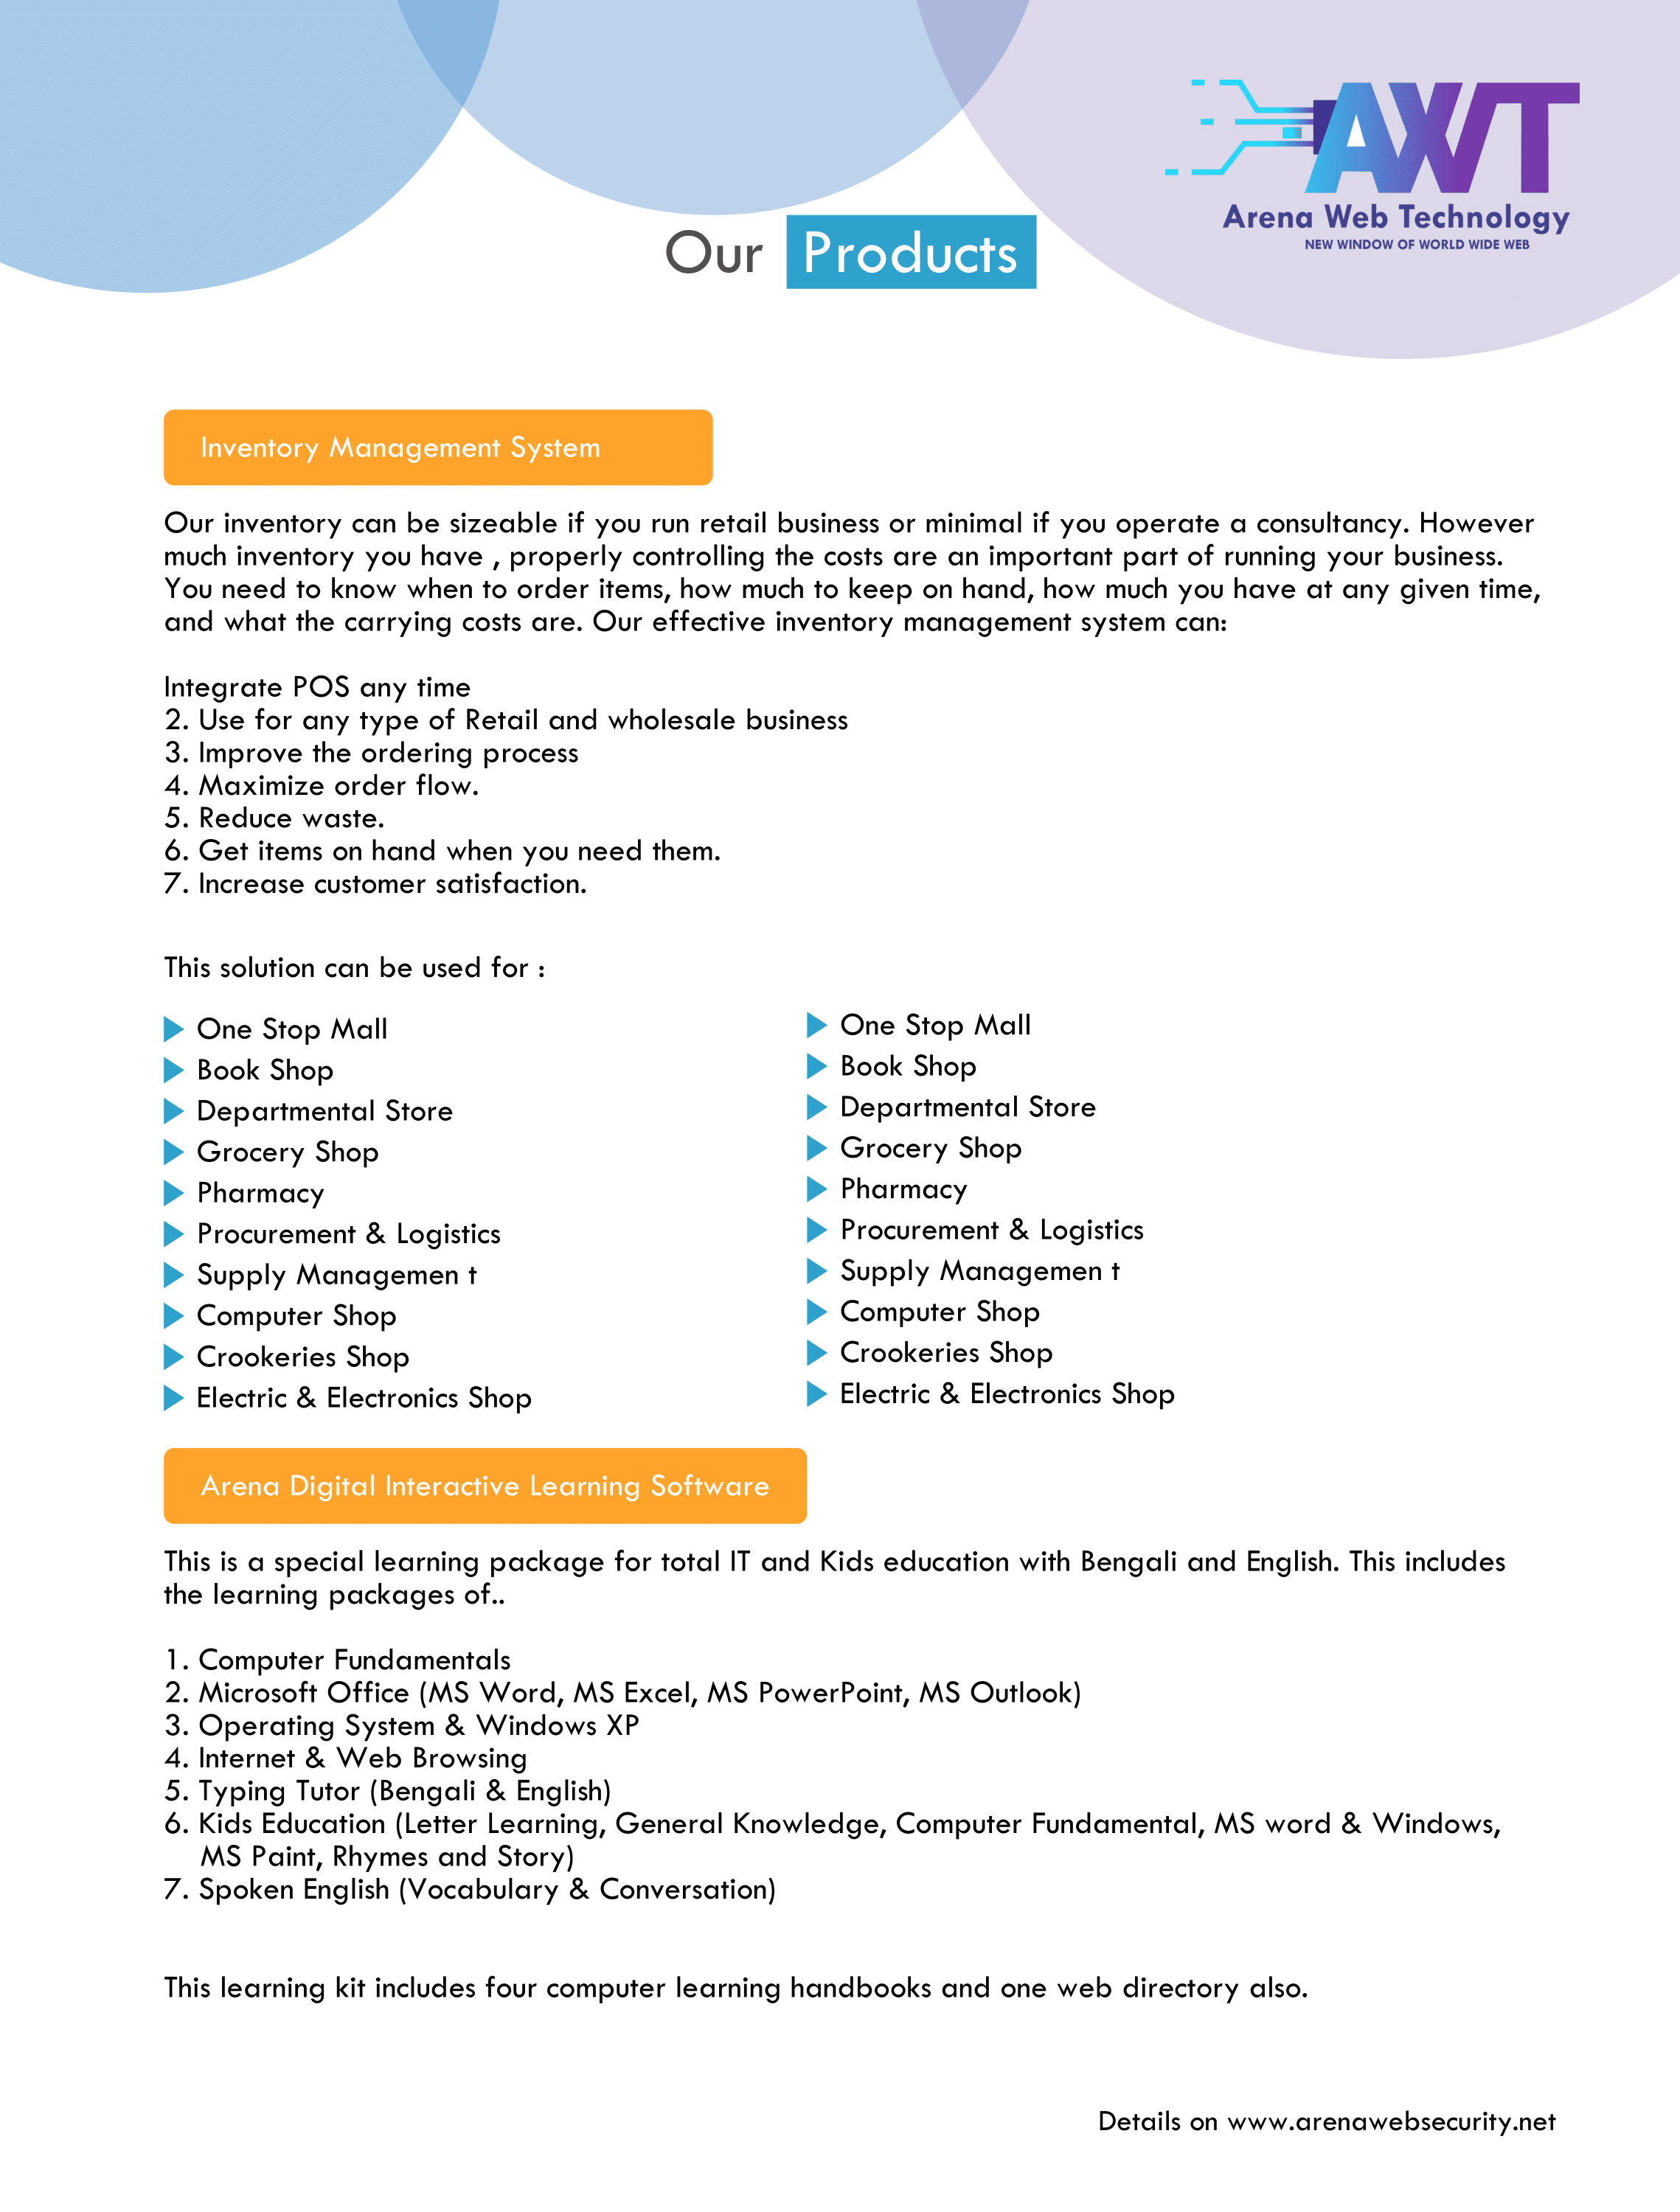 AWT
Arena Web Technology
NEW WINDOW OF WORLD WIDE WEB
Our Products
Inventory Management System
Our inventory can be sizeable if you run retail business or minimal if you operate a consultancy. However
much inventory you have , properly controlling the costs are an important part of running your business.
You need to know when to order items, how much to keep on hand, how much you have at any given time,
and what the carrying costs are. Our effective inventory management system can:
Integrate POS any time
2. Use for any type of Retail and wholesale business
3. Improve the ordering process
4. Maximize order flow.
5. Reduce waste.
6. Get items on hand when you need them.
7. Increase customer satisfaction.
This solution can be used for :
One Stop Mall
Book Shop
Departmental Store
Grocery Shop
Pharmacy
Procurement & Logistics
Supply Managemen t
Computer Shop
Crookeries Shop
Electric & Electronics Shop
One Stop Mall
Book Shop
Departmental Store
Grocery Shop
Pharmacy
Procurement & Logistics
Supply Managemen t
Computer Shop
Crookeries Shop
Electric & Electronics Shop
Arena Digital Interactive Learning Software
This is a special learning package for total IT and Kids education with Bengali and English. This includes
the learning packages of..
1. Computer Fundamentals
2. Microsoft Office (MS Word, MS Excel, MS PowerPoint, MS Outlook)
3. Operating System & Windows XP
4. Internet & Web Browsing
5. Typing Tutor (Bengali & English)
6. Kids Education (Letter Learning, General Knowledge, Computer Fundamental, MS word & Windows,
MS Paint, Rhymes and Story)
7. Spoken English (Vocabulary & Conversation)
This learning kit includes four computer learning handbooks and one web directory also.
Details on www.arenawebsecurity.net